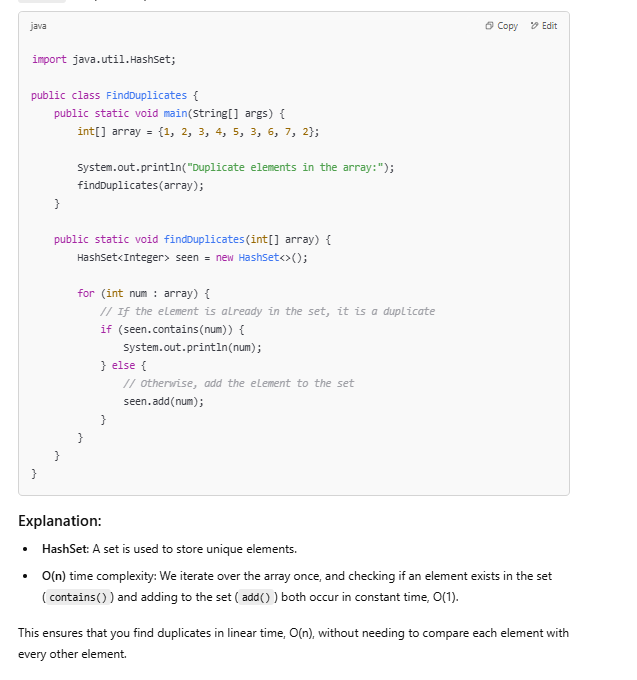 java
Copy
Edit
import java.util.HashSet;
public class FindDuplicates {
public static void main(String[] args) {
int[] array = {1, 2, 3, 4, 5, 3, 6, 7, 2};
System.out.println("Duplicate elements in the array:");
findDuplicates(array);
}
public static void findDuplicates(int[] array) {
HashSet<Integer> seen = new HashSet<>();
for (int num : array) {
// If the element is already in the set, it is a duplicate
if (seen.contains(num)) {
System.out.println(num);
} else {
// Otherwise, add the element to the set
seen.add(num);
}
}
}
}
Explanation:
• HashSet: A set is used to store unique elements.
• O(n) time complexity: We iterate over the array once, and checking if an element exists in the set
( contains() ) and adding to the set ( add() ) both occur in constant time, O(1).
This ensures that you find duplicates in linear time, O(n), without needing to compare each element with
every other element.